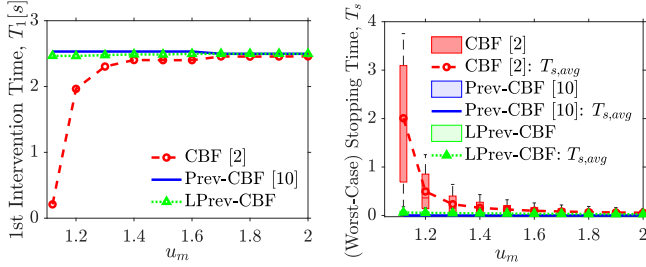 1st Intervention Time, T₁[s]
3
2
1
0
CBF [2]
Prev-CBF [10]
LPrev-CBF
1.2 1.4 1.6 1.8 2
uₘ
(Worst-Case) Stopping Time, Tₛ
4
3
2
1
0
CBF [2]
CBF [2]: Tₛ,avg
Prev-CBF [10]
Prev-CBF [10]: Tₛ,avg
LPrev-CBF
LPrev-CBF: Tₛ,avg
1.2 1.4 1.6 1.8 2
uₘ